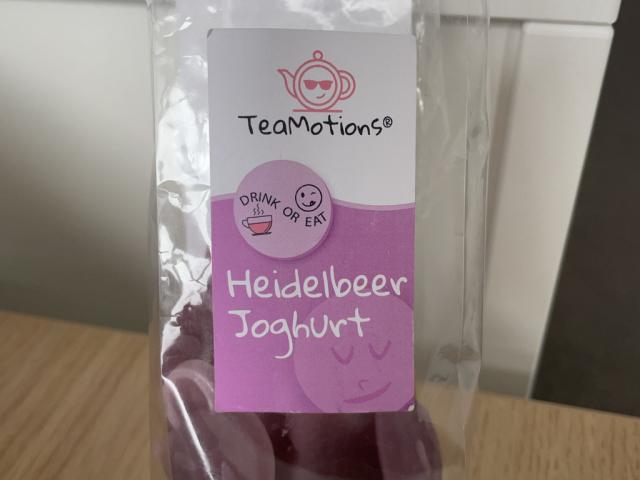 TeaMotions®
DRINK OR EAT
Heidelbeer
Joghurt